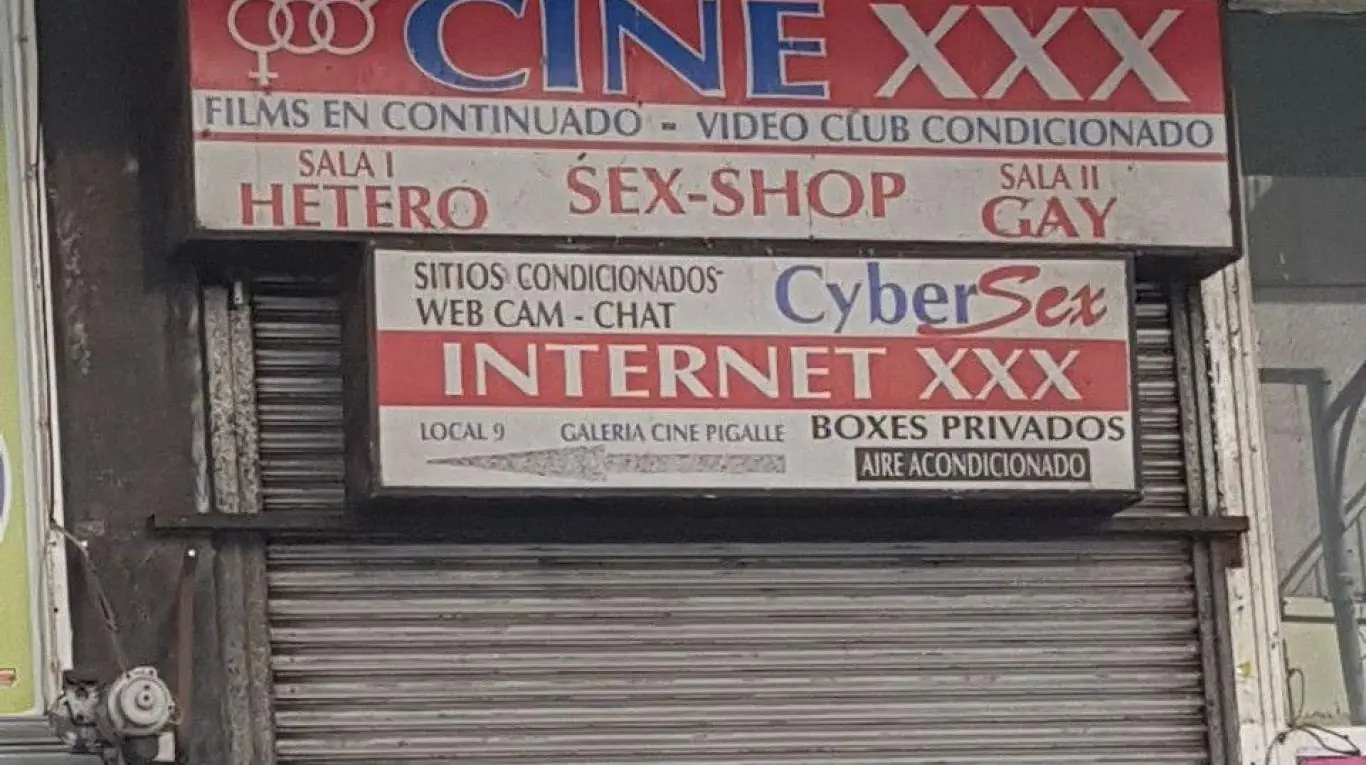 CINE XXX
FILMS EN CONTINUADO - VIDEO CLUB CONDICIONADO
SALA I
HETERO
SEX-SHOP
SALA II
GAY
SITIOS CONDICIONADOS
WEB CAM - CHAT
CyberSex
INTERNET XXX
LOCAL 9 GALERIA CINE PIGALLE
BOXES PRIVADOS
AIRE ACONDICIONADO